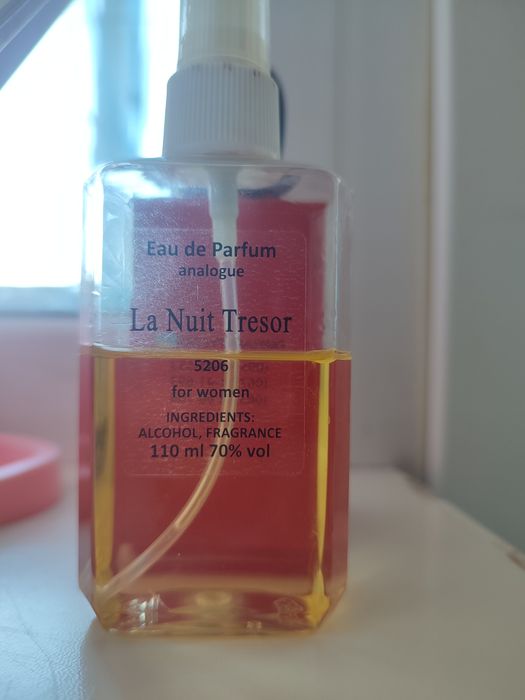 Eau de Parfum
analogue
La Nuit Tresor
5206
for women
INGREDIENTS:
ALCOHOL, FRAGRANCE
110 ml 70% vol